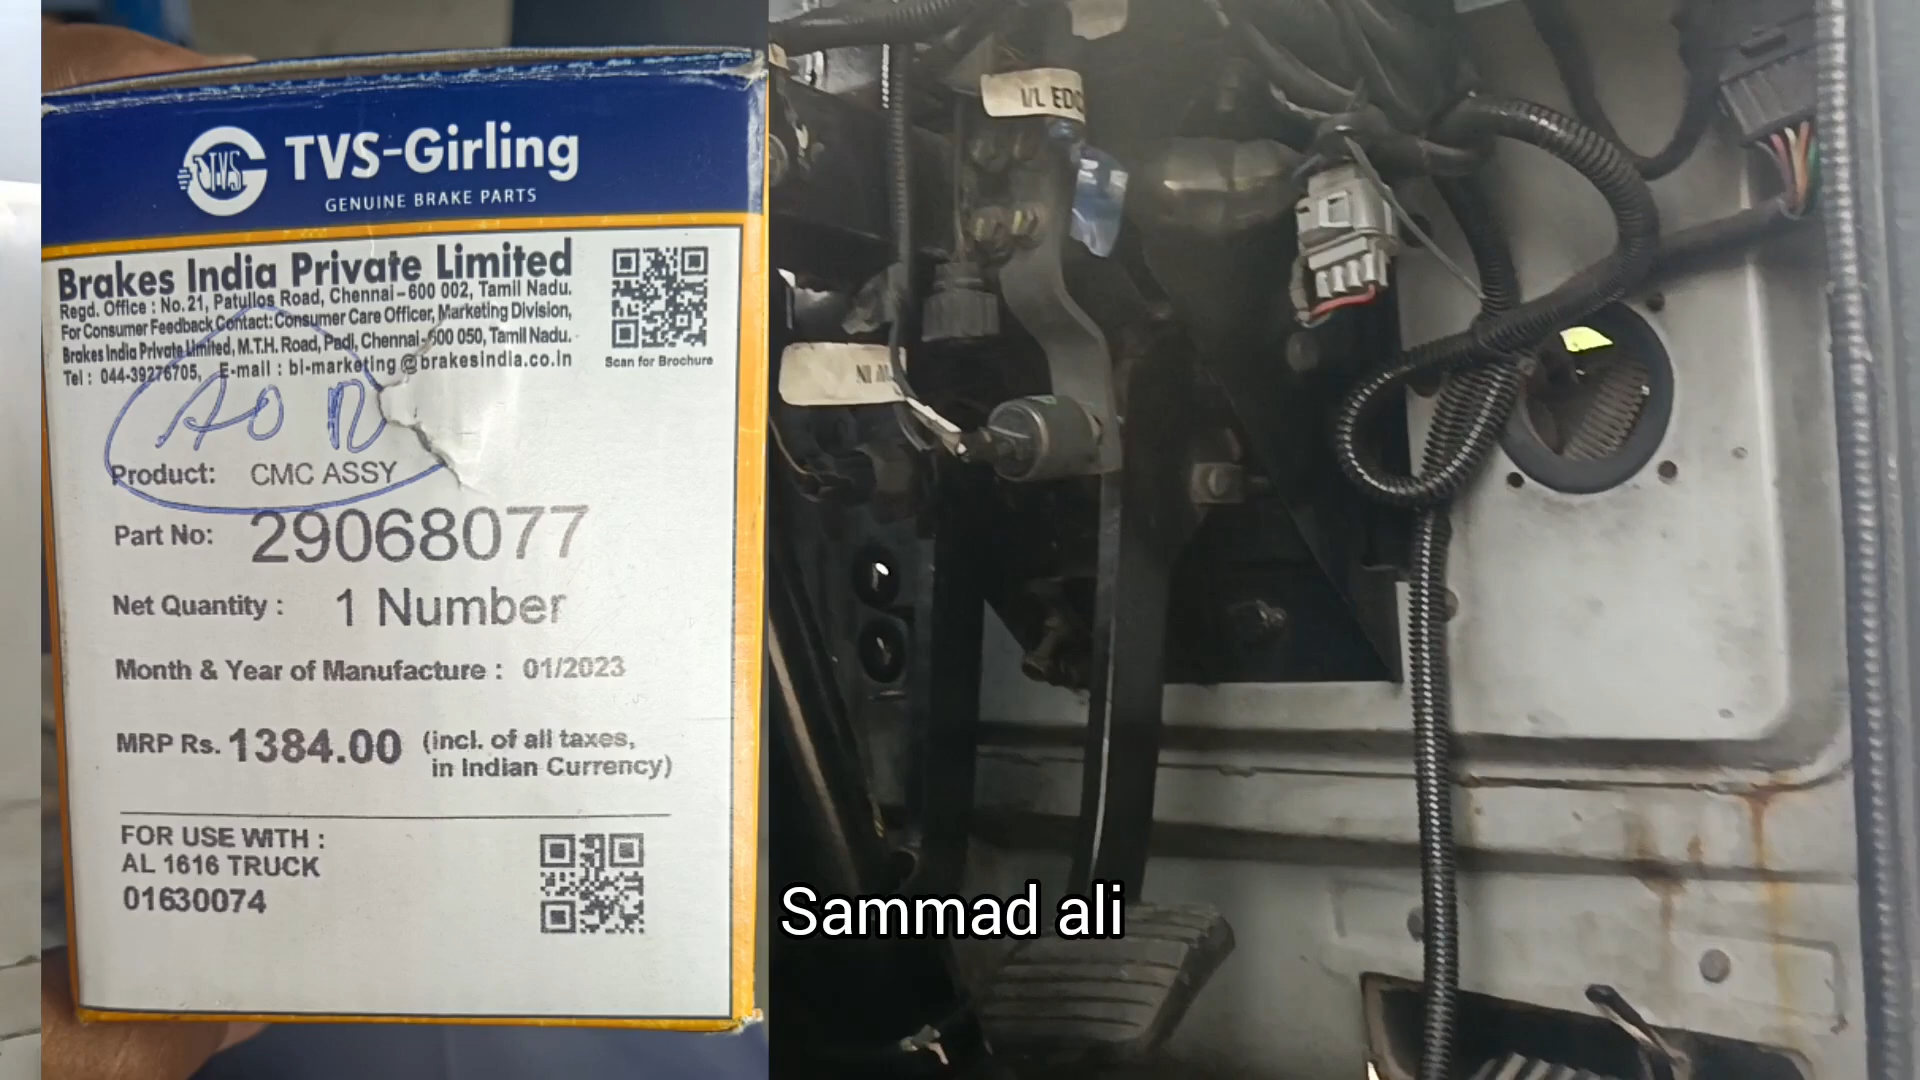 TVS
TVS-Girling
GENUINE BRAKE PARTS
Brakes India Private Limited
Regd. Office : No.21, Patullos Road, Chennai-600 002, Tamil Nadu.
For Consumer Feedback Contact: Consumer Care Officer, Marketing Division,
Brakes India Private Limited, M.T.H. Road, Padi, Chennai-600 050, Tamil Nadu.
Tel : 044-39276705, E-mail : bi-marketing@brakesindia.co.in
Scan for Brochure
Product: CMC ASSY
Part No: 29068077
Net Quantity : 1 Number
Month & Year of Manufacture : 01/2023
MRP Rs. 1384.00 (incl. of all taxes,
in Indian Currency)
FOR USE WITH :
AL 1616 TRUCK
01630074
I/L
Sammad ali